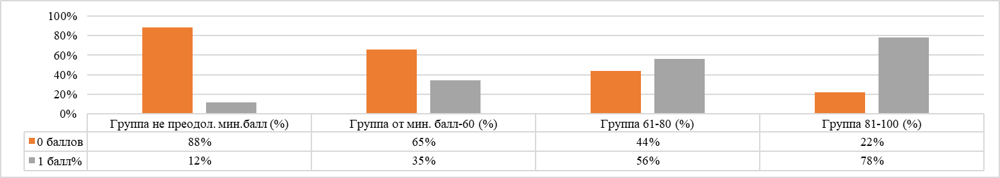 100%
80%
60%
40%
20%
0%
Группа не преодол. мин.балл (%) Группа от мин. балл-60 (%) Группа 61-80 (%) Группа 81-100 (%)
0 баллов 88% 65% 44% 22%
1 балл% 12% 35% 56% 78%